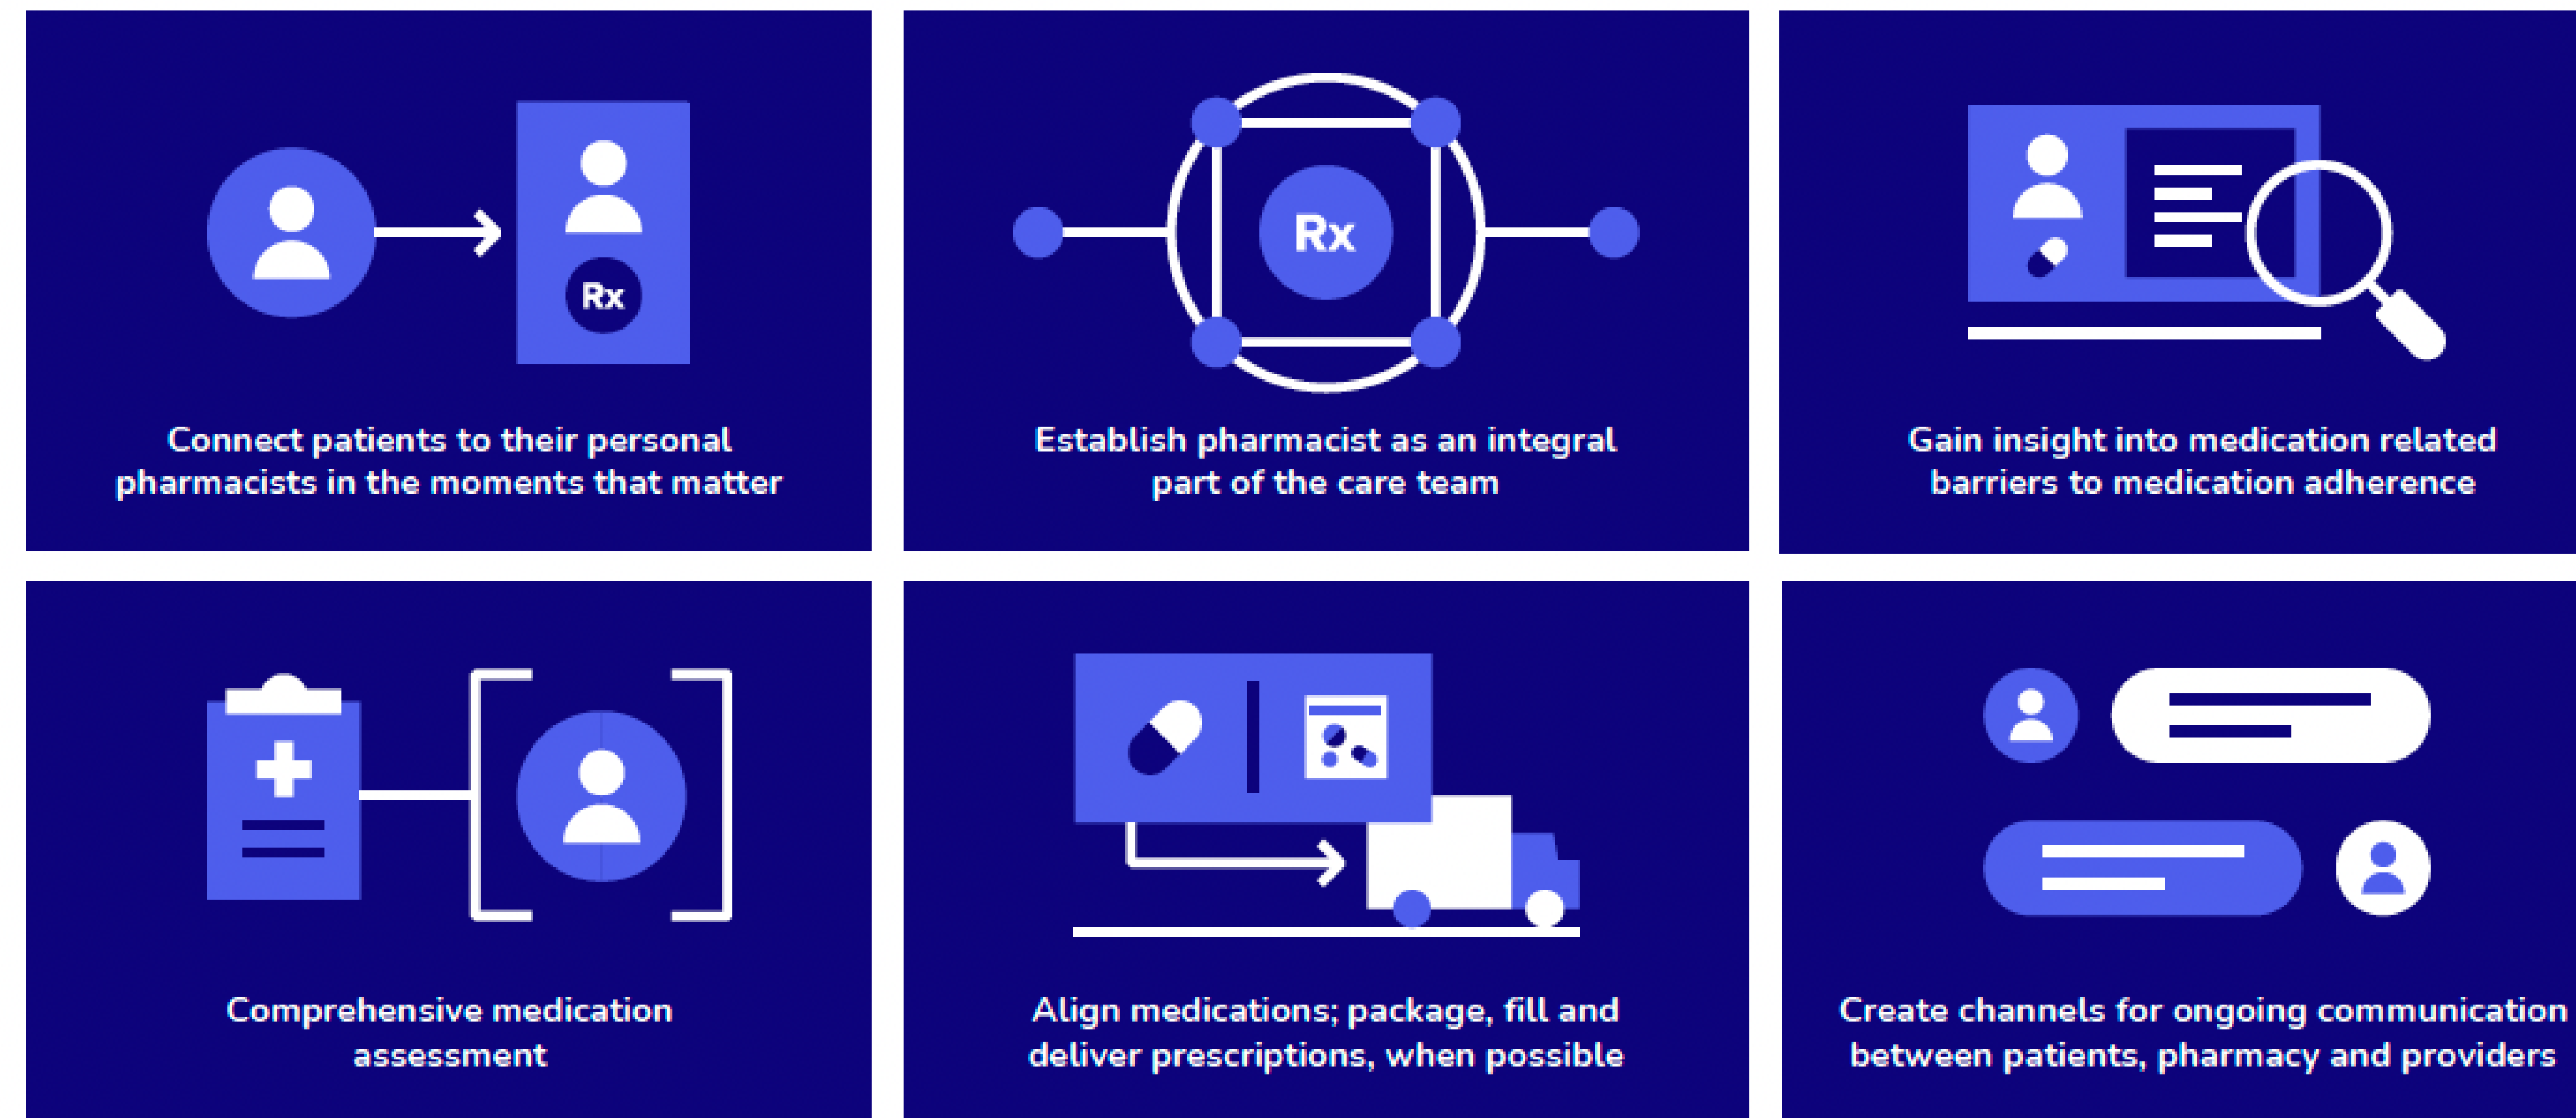 Rx
Connect patients to their personal
pharmacists in the moments that matter
Rx
Establish pharmacist as an integral
part of the care team
Gain insight into medication related
barriers to medication adherence
Comprehensive medication
assessment
Align medications; package, fill and
deliver prescriptions, when possible
Create channels for ongoing communication
between patients, pharmacy and providers